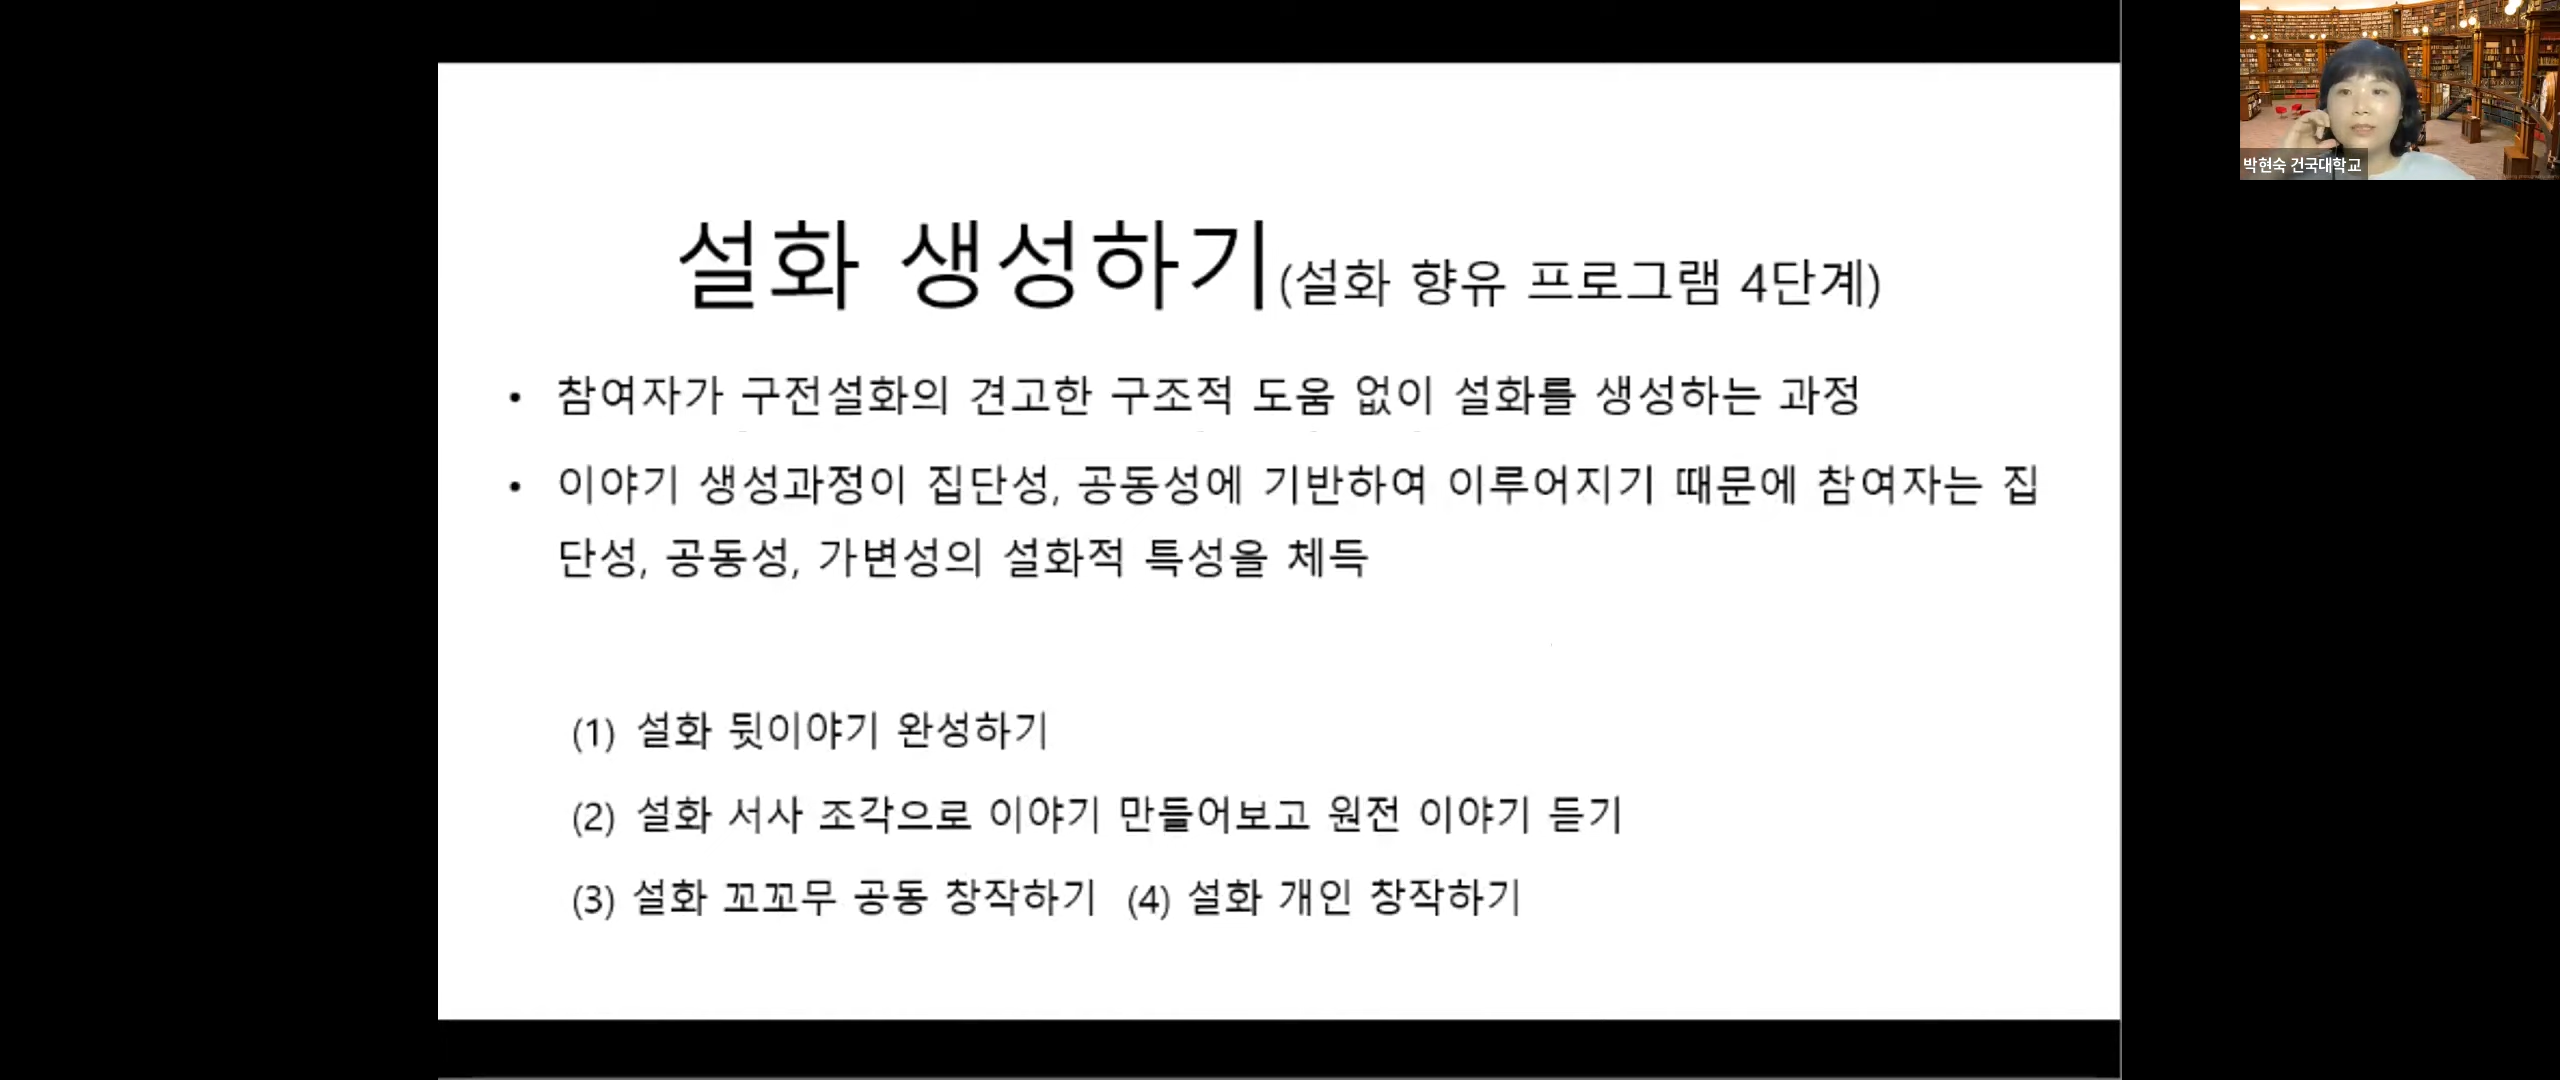 설화 생성하기(설화 향유 프로그램 4단계)
• 참여자가 구전설화의 견고한 구조적 도움 없이 설화를 생성하는 과정
• 이야기 생성과정이 집단성, 공동성에 기반하여 이루어지기 때문에 참여자는 집
단성, 공동성, 가변성의 설화적 특성을 체득
(1) 설화 뒷이야기 완성하기
(2) 설화 서사 조각으로 이야기 만들어보고 원전 이야기 듣기
(3) 설화 꼬꼬무 공동 창작하기 (4) 설화 개인 창작하기
박현숙 건국대학교